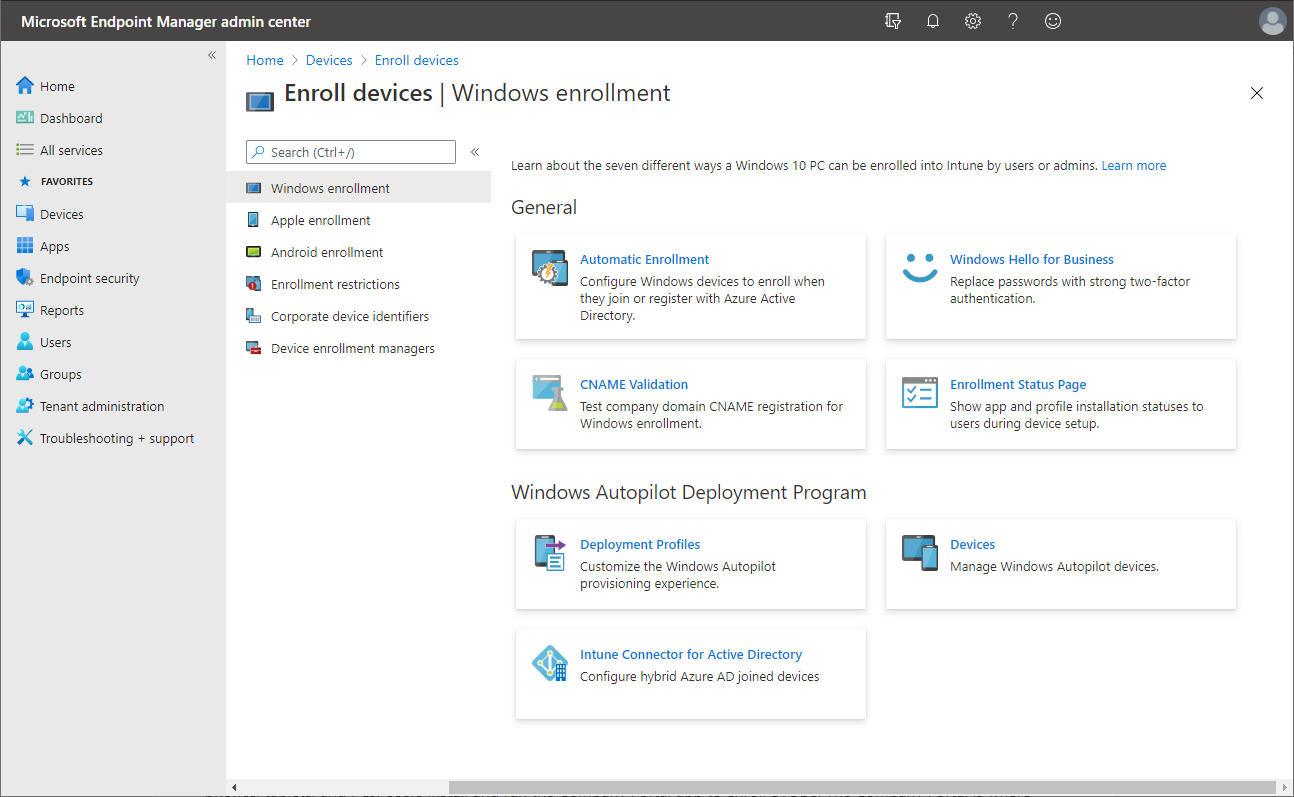 Microsoft Endpoint Manager admin center
Home
Dashboard
All services
FAVORITES
Devices
Apps
Endpoint security
Reports
Users
Groups
Tenant administration
Troubleshooting + support
Home > Devices > Enroll devices
Enroll devices | Windows enrollment
Search (Ctrl+/)
Windows enrollment
Apple enrollment
Android enrollment
Enrollment restrictions
Corporate device identifiers
Device enrollment managers
Learn about the seven different ways a Windows 10 PC can be enrolled into Intune by users or admins. Learn more
General
Automatic Enrollment
Configure Windows devices to enroll when
they join or register with Azure Active
Directory.
Windows Hello for Business
Replace passwords with strong two-factor
authentication.
CNAME Validation
Test company domain CNAME registration for
Windows enrollment.
Enrollment Status Page
Show app and profile installation statuses to
users during device setup.
Windows Autopilot Deployment Program
Deployment Profiles
Customize the Windows Autopilot
provisioning experience.
Devices
Manage Windows Autopilot devices.
Intune Connector for Active Directory
Configure hybrid Azure AD joined devices